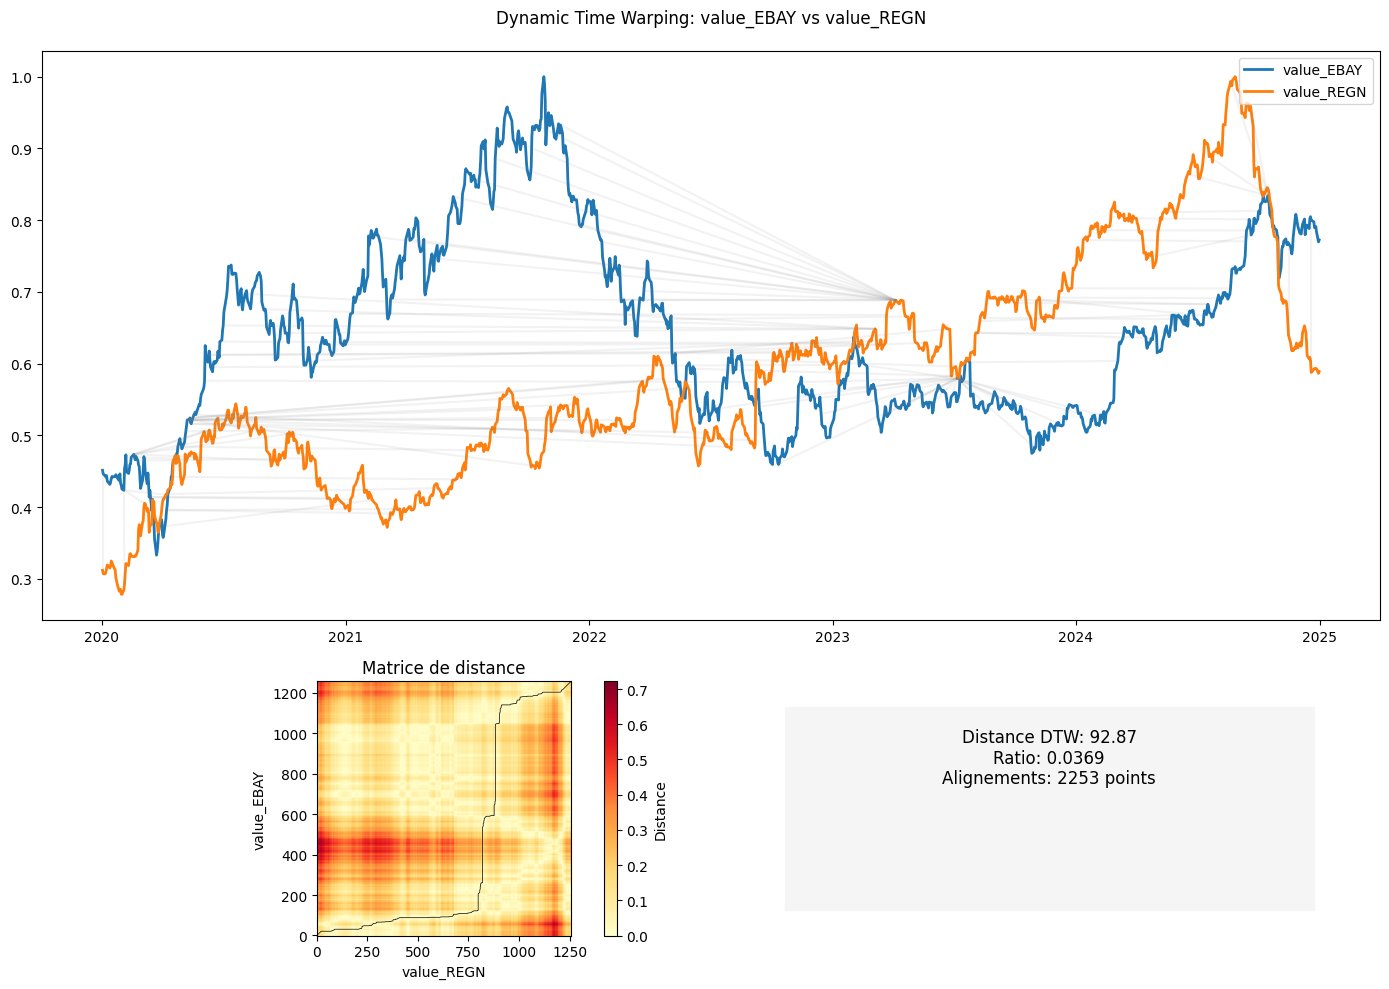 Dynamic Time Warping: value_EBAY vs value_REGN
value_EBAY
value_REGN
1.0
0.9
0.8
0.7
0.6
0.5
0.4
0.3
2020 2021 2022 2023 2024 2025
Matrice de distance
value_EBAY
1200
1000
800
600
400
200
0
0 250 500 750 1000 1250
value_REGN
0.7
0.6
0.5
0.4
0.3
0.2
0.1
0.0
Distance
Distance DTW: 92.87
Ratio: 0.0369
Alignements: 2253 points